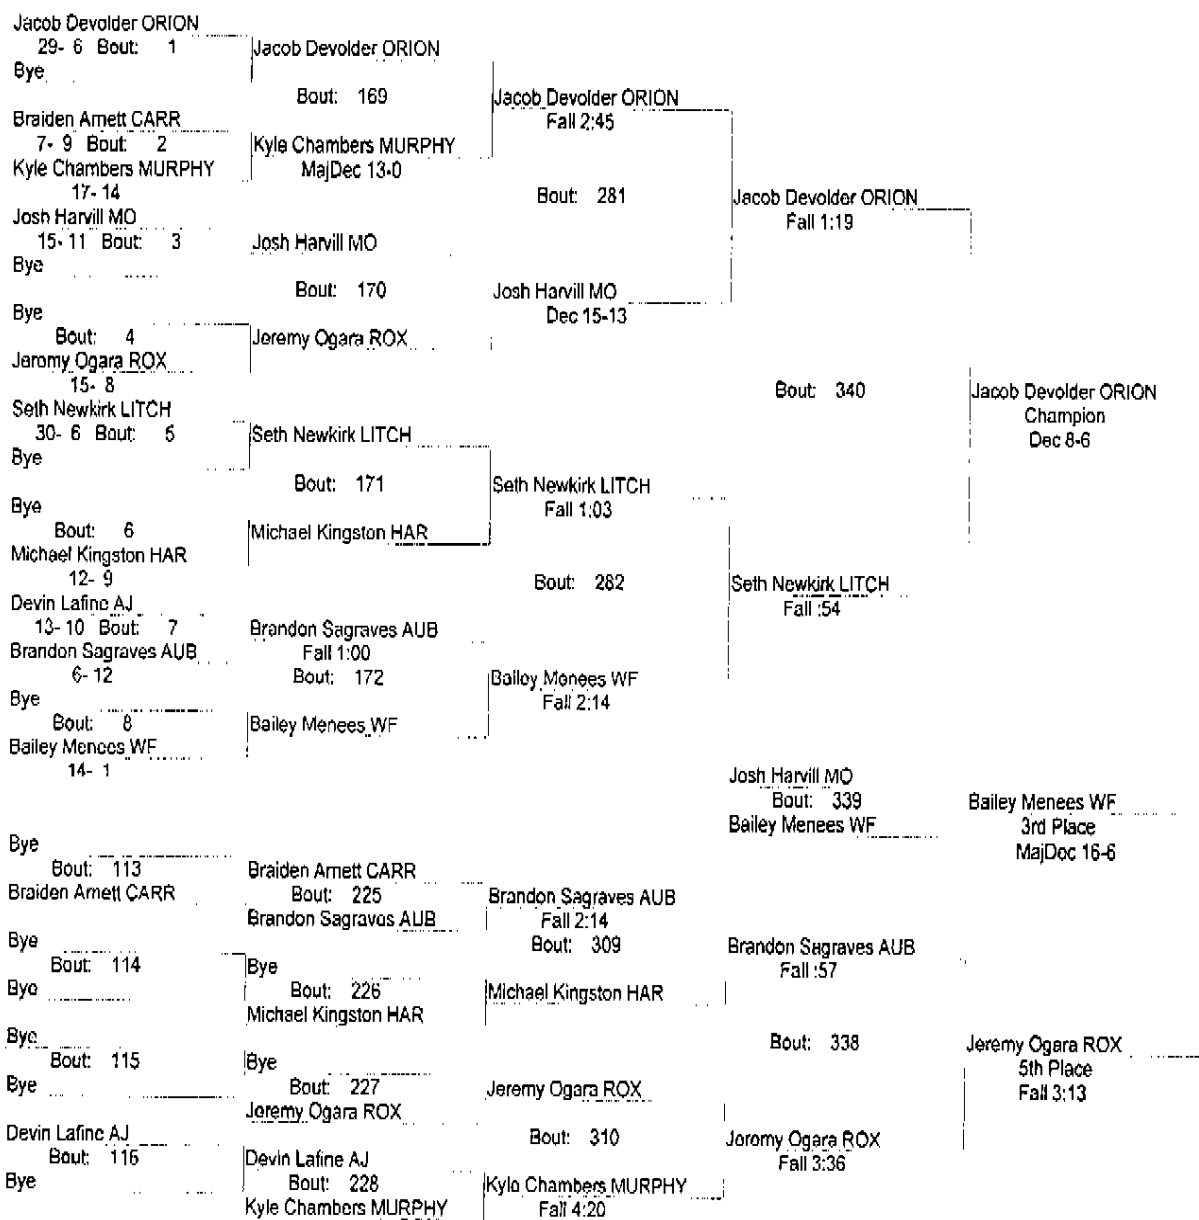 Jacob Devolder ORION
29- 6 Bout: 1
Bye
Braiden Arnett CARR
7- 9 Bout: 2
Kyle Chambers MURPHY
17- 14
Josh Harvill MO
15- 11 Bout: 3
Bye
Bye
Bout: 4
Jeromy Ogara ROX
15- 8
Seth Newkirk LITCH
30- 6 Bout: 5
Bye
Bye
Bout: 6
Michael Kingston HAR
12- 9
Devin Lafine AJ
13- 10 Bout: 7
Brandon Sagraves AUB
6- 12
Bye
Bout: 8
Bailey Menees WF
14- 1
Jacob Devolder ORION
Bout: 169
Kyle Chambers MURPHY
MajDec 13-0
Josh Harvill MO
Bout: 170
Jeremy Ogara ROX
Seth Newkirk LITCH
Bout: 171
Michael Kingston HAR
Brandon Sagraves AUB
Fall 1:00
Bout: 172
Bailey Menees WF
Jacob Devolder ORION
Fall 2:45
Bout: 281
Josh Harvill MO
Dec 15-13
Seth Newkirk LITCH
Fall 1:03
Bout: 282
Bailey Menees WF
Fall 2:14
Jacob Devolder ORION
Fall 1:19
Bout: 340
Seth Newkirk LITCH
Fall :54
Jacob Devolder ORION
Champion
Dec 8-6
Josh Harvill MO
Bout: 339
Bailey Menees WF
Bailey Menees WF
3rd Place
MajDoc 16-6
Bye
Bout: 113
Braiden Arnett CARR
Bye
Bout: 114
Bye
Bye
Bout: 115
Bye
Devin Lafine AJ
Bout: 116
Bye
Braiden Arnett CARR
Bout: 225
Brandon Sagraves AUB
Bye
Bout: 226
Michael Kingston HAR
Bye
Bout: 227
Jeremy Ogara ROX
Devin Lafine AJ
Bout: 228
Kyle Chambers MURPHY
Brandon Sagraves AUB
Fall 2:14
Bout: 309
Michael Kingston HAR
Jeremy Ogara ROX
Bout: 310
Kyle Chambers MURPHY
Fall 4:20
Brandon Sagraves AUB
Fall :57
Bout: 338
Joromy Ogara ROX
Fall 3:36
Jeremy Ogara ROX
5th Place
Fall 3:13